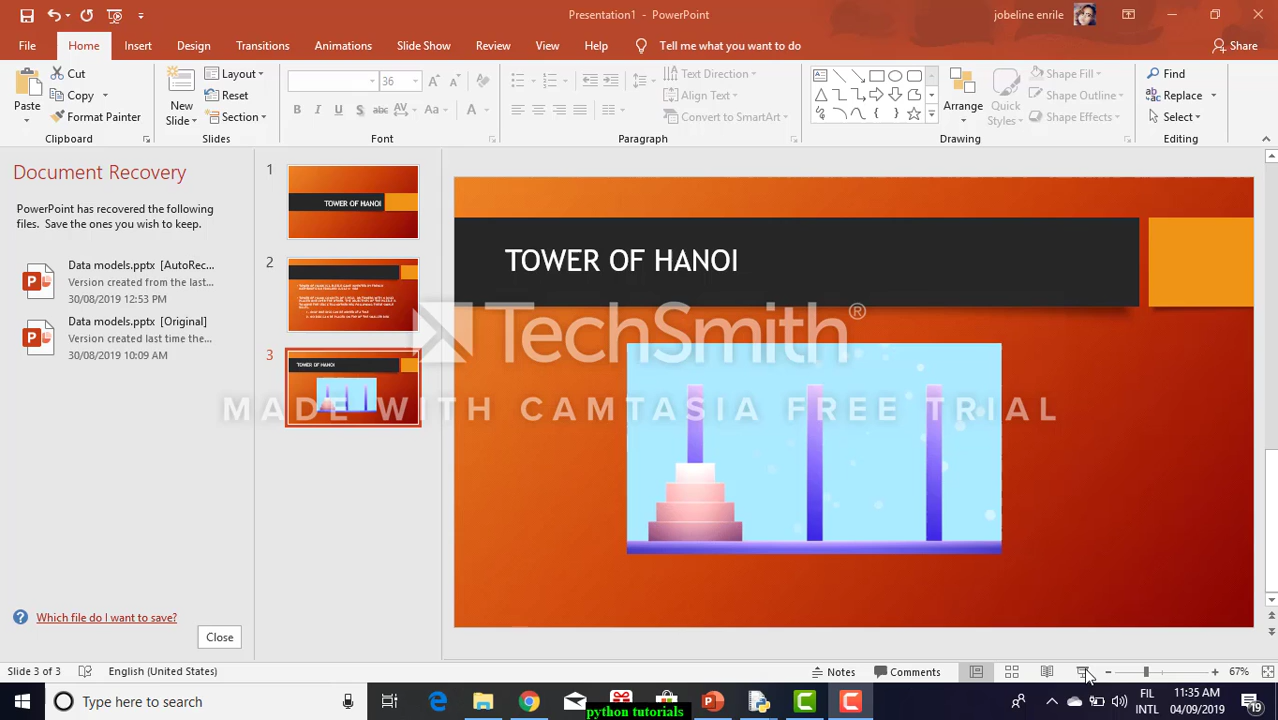 Presentation1 - PowerPoint
jobeline enrile
File Home Insert Design Transitions Animations Slide Show Review View Help Tell me what you want to do Share
Paste
Cut
Copy
Format Painter
Clipboard
New Slide
Layout
Reset
Section
Slides
36
B I U S abc AV Aa A
Font
Paragraph
Text Direction
Align Text
Convert to SmartArt
Arrange
Quick Styles
Shape Fill
Shape Outline
Shape Effects
Drawing
Find
Replace
Select
Editing
Document Recovery
PowerPoint has recovered the following
files. Save the ones you wish to keep.
Data models.pptx [AutoRec...
Version created from the last...
30/08/2019 12:53 PM
Data models.pptx [Original]
Version created last time the...
30/08/2019 10:09 AM
Which file do I want to save?
Close
1
TOWER OF HANOI
2
3
TOWER OF HANOI
TOWER OF HANOI
TechSmith®
MADE WITH CAMTASIA FREE TRIAL
Slide 3 of 3
English (United States)
Notes
Comments
67%
Type here to search
python tutorials
FIL
INTL
11:35 AM
04/09/2019
19